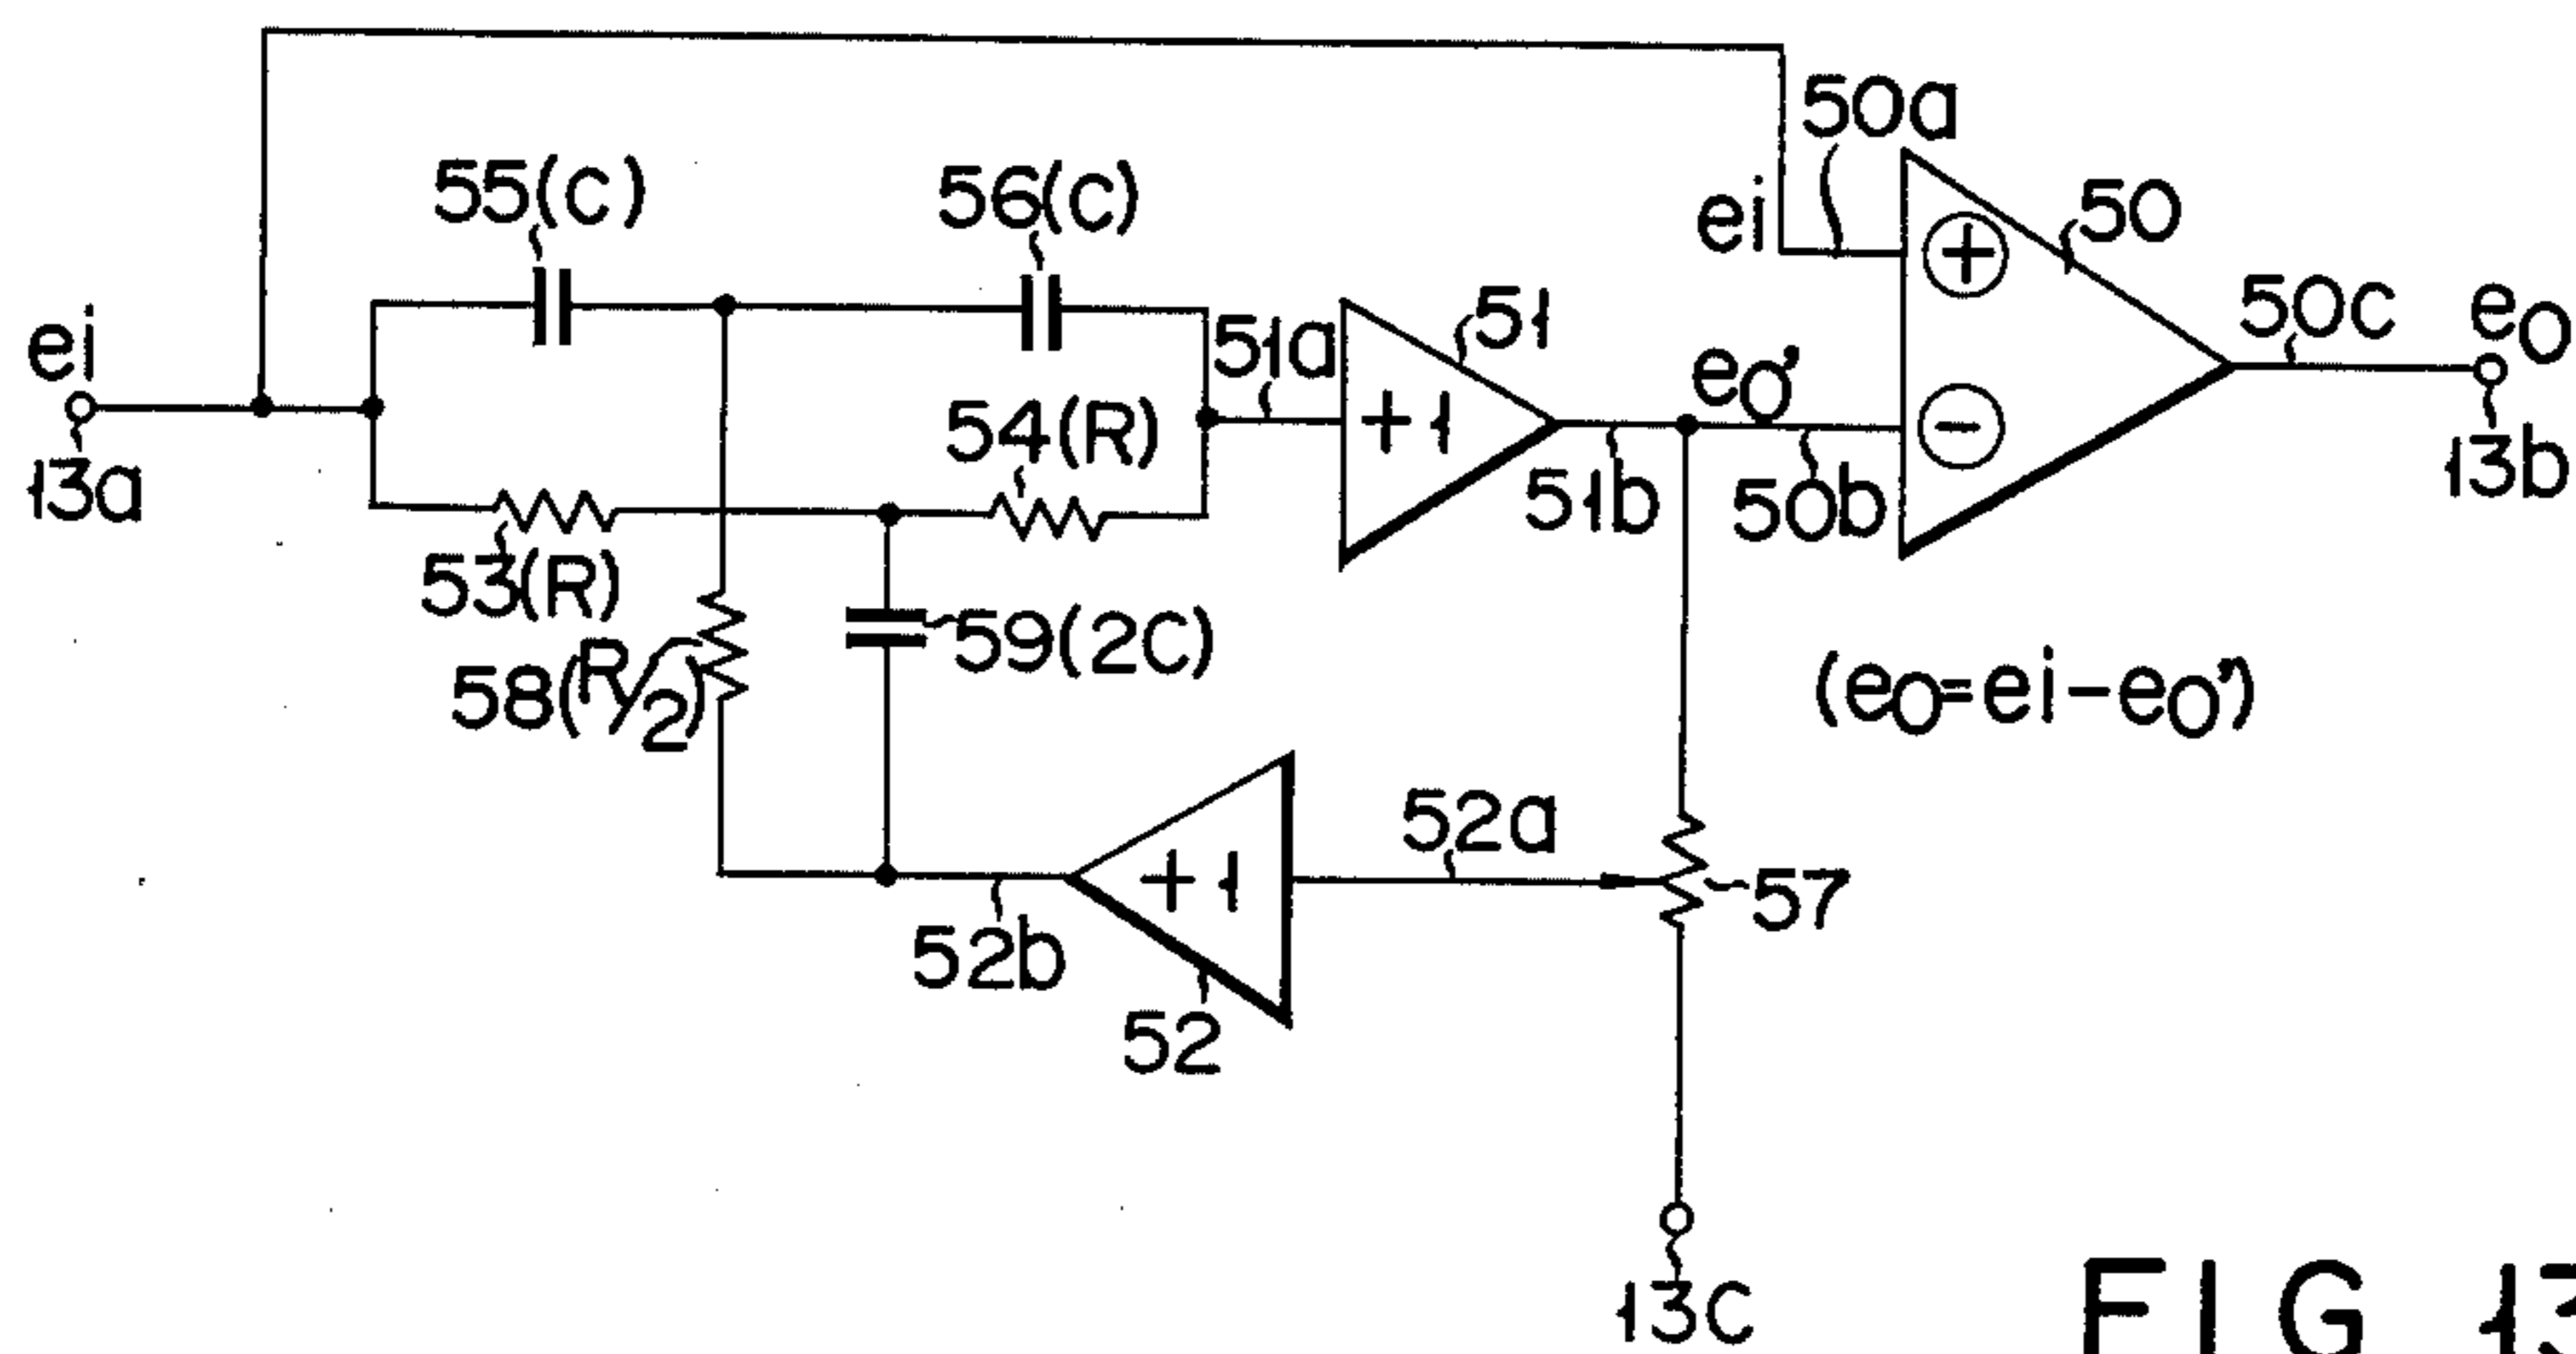 50a
55(C)
56(C)
ei
50
+
51a
51
50c
eo
ei
eo'
54(R)
+1
-
13a
51b
50b
13b
53(R)
58(R/2)
59(2C)
(eo=ei-eo')
52a
+1
57
52b
52
13C
FIG 13